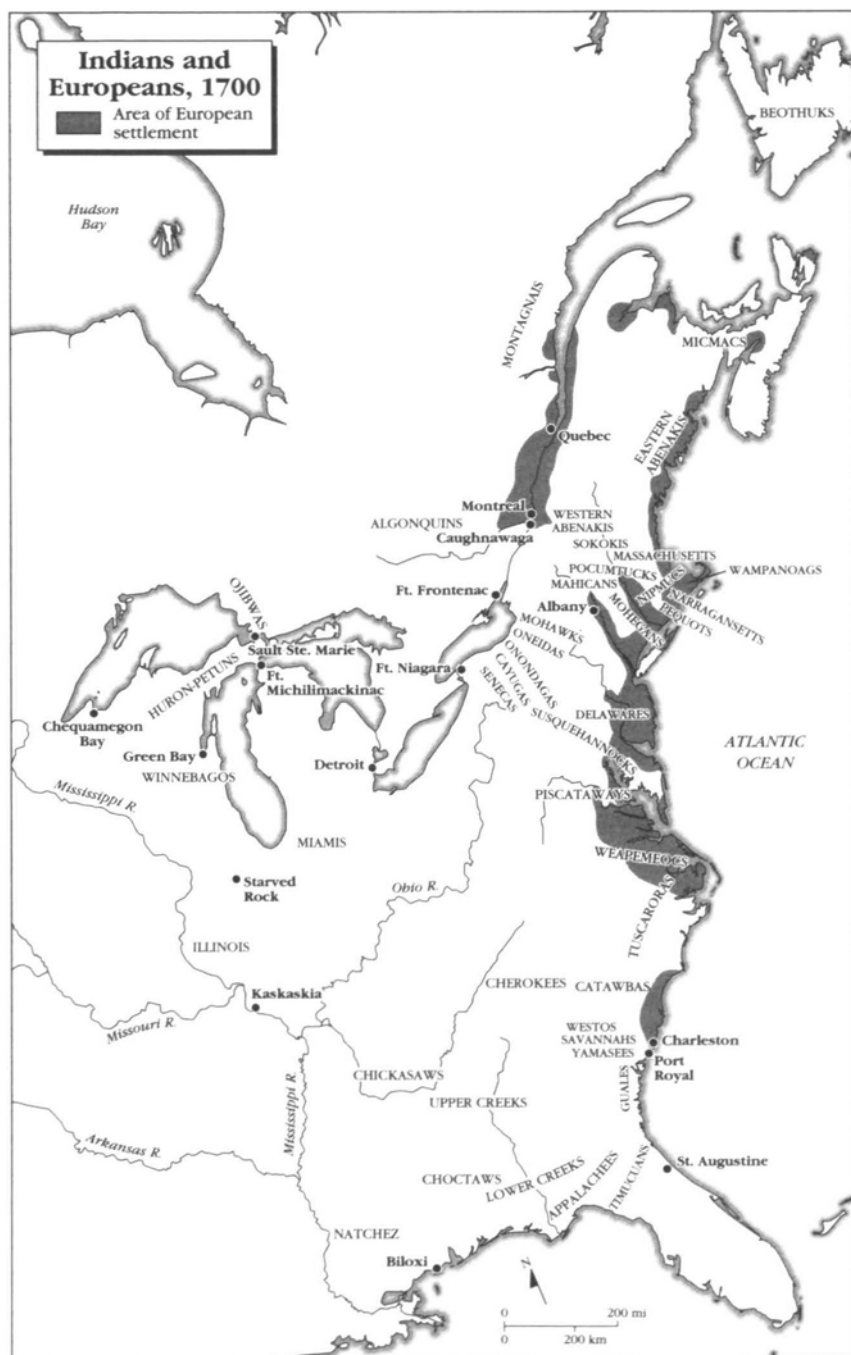 Indians and
Europeans, 1700
Area of European
settlement
BEOTHUKS
Hudson
Bay
MONTAGNAIS
MICMACS
Quebec
EASTERN
ABENAKIS
Montreal
ALGONQUINS
Caughnawaga
WESTERN
ABENAKIS
SOKOKIS
MASSACHUSETTS
POCUMTUCKS
NIPMUCS
WAMPANOAGS
MAHICANS
NARRAGANSETTS
Ft. Frontenac
Albany
MOHEGANS
PEQUOTS
OJIBWAS
MOHAWKS
ONEIDAS
Sault Ste. Marie
HURON-PETUNS
Ft.
Michilimackinac
Ft. Niagara
ONONDAGAS
CAYUGAS
SENECAS
SUSQUEHANNOCKS
DELAWARES
Chequamegon
Bay
Green Bay
WINNEBAGOS
Detroit
ATLANTIC
OCEAN
Mississippi R.
PISCATAWAYS
MIAMIS
WEAPEMEOCS
Starved
Rock
Ohio R.
TUSCARORAS
ILLINOIS
Kaskaskia
CHEROKEES
CATAWBAS
Missouri R.
WESTOS
SAVANNAHS
YAMASEES
Charleston
Port
Royal
CHICKASAWS
GUALES
Mississippi R.
UPPER CREEKS
Arkansas R.
CHOCTAWS
LOWER CREEKS
APPALACHEES
TIMUCUANS
St. Augustine
NATCHEZ
Biloxi
N
0 200 mi
0 200 km